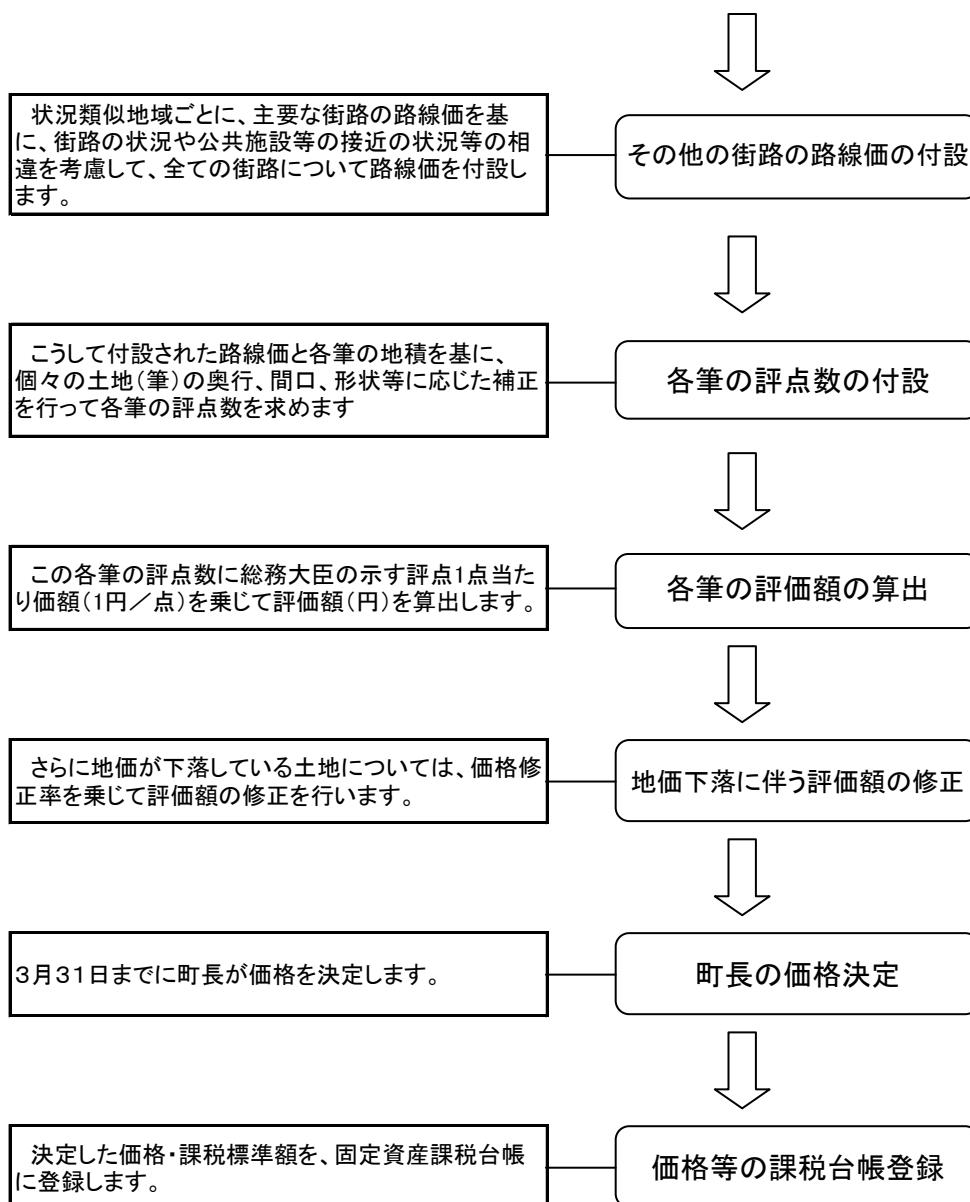 状況類似地域ごとに、主要な街路の路線価を基
に、街路の状況や公共施設等の接近の状況等の相
違を考慮して、全ての街路について路線価を付設し
ます。
その他の街路の路線価の付設
こうして付設された路線価と各筆の地積を基に、
個々の土地(筆)の奥行、間口、形状等に応じた補正
を行って各筆の評点数を求めます
各筆の評点数の付設
この各筆の評点数に総務大臣の示す評点1点当た
り価額(1円/点)を乗じて評価額(円)を算出します。
各筆の評価額の算出
さらに地価が下落している土地については、価格修
正率を乗じて評価額の修正を行います。
地価下落に伴う評価額の修正
3月31日までに町長が価格を決定します。
町長の価格決定
決定した価格・課税標準額を、固定資産課税台帳
に登録します。
価格等の課税台帳登録